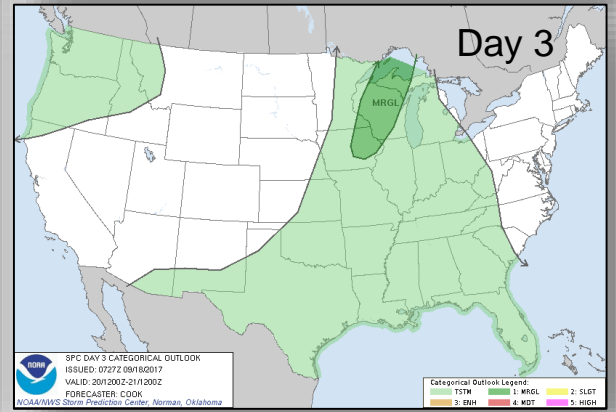 Day 3
MRGL
NOAA
SPC DAY 3 CATEGORICAL OUTLOOK
ISSUED: 0727Z 09/18/2017
VALID: 20/1200Z-21/1200Z
FORECASTER: COOK
NOAA/NWS Storm Prediction Center, Norman, Oklahoma
Categorical Outlook Legend:
TSTM 1: MRGL 2: SLGT
3: ENH 4: MDT 5: HIGH